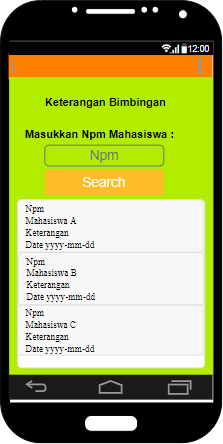 12:00
Keterangan Bimbingan
Masukkan Npm Mahasiswa :
Npm
Search
Npm
Mahasiswa A
Keterangan
Date yyyy-mm-dd
Npm
Mahasiswa B
Keterangan
Date yyyy-mm-dd
Npm
Mahasiswa C
Keterangan
Date yyyy-mm-dd